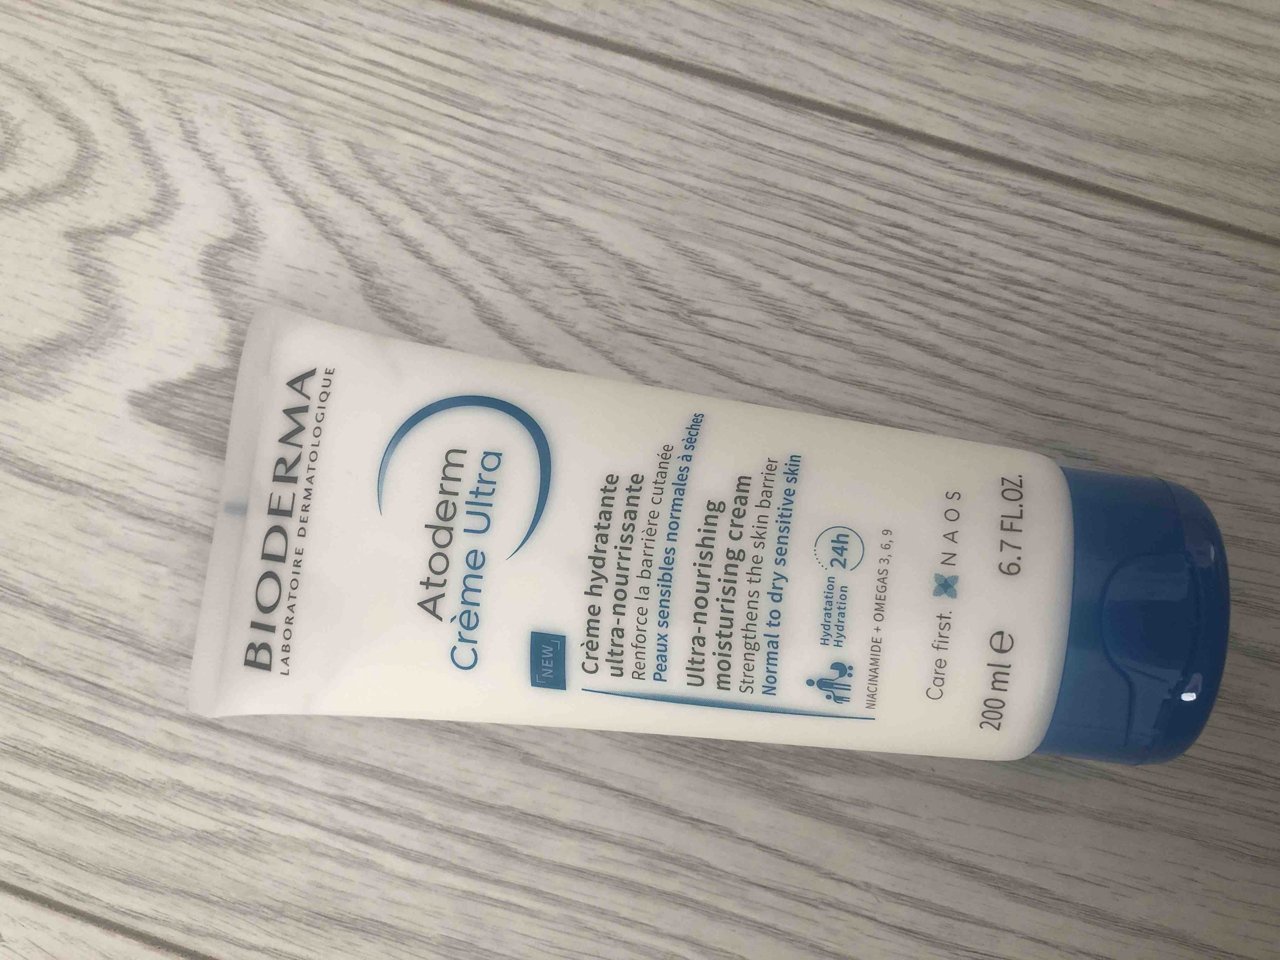 BIODERMA
LABORATOIRE DERMATOLOGIQUE
Atoderm
Crème Ultra
NEW
Crème hydratante
ultra-nourrissante
Renforce la barrière cutanée
Peaux sensibles normales à sèches
Ultra-nourishing
moisturising cream
Strengthens the skin barrier
Normal to dry sensitive skin
Hydratation
Hydration
24h
NIACINAMIDE + OMEGAS 3, 6, 9
Care first. NAOS
200 ml ℮ 6.7 FL.OZ.